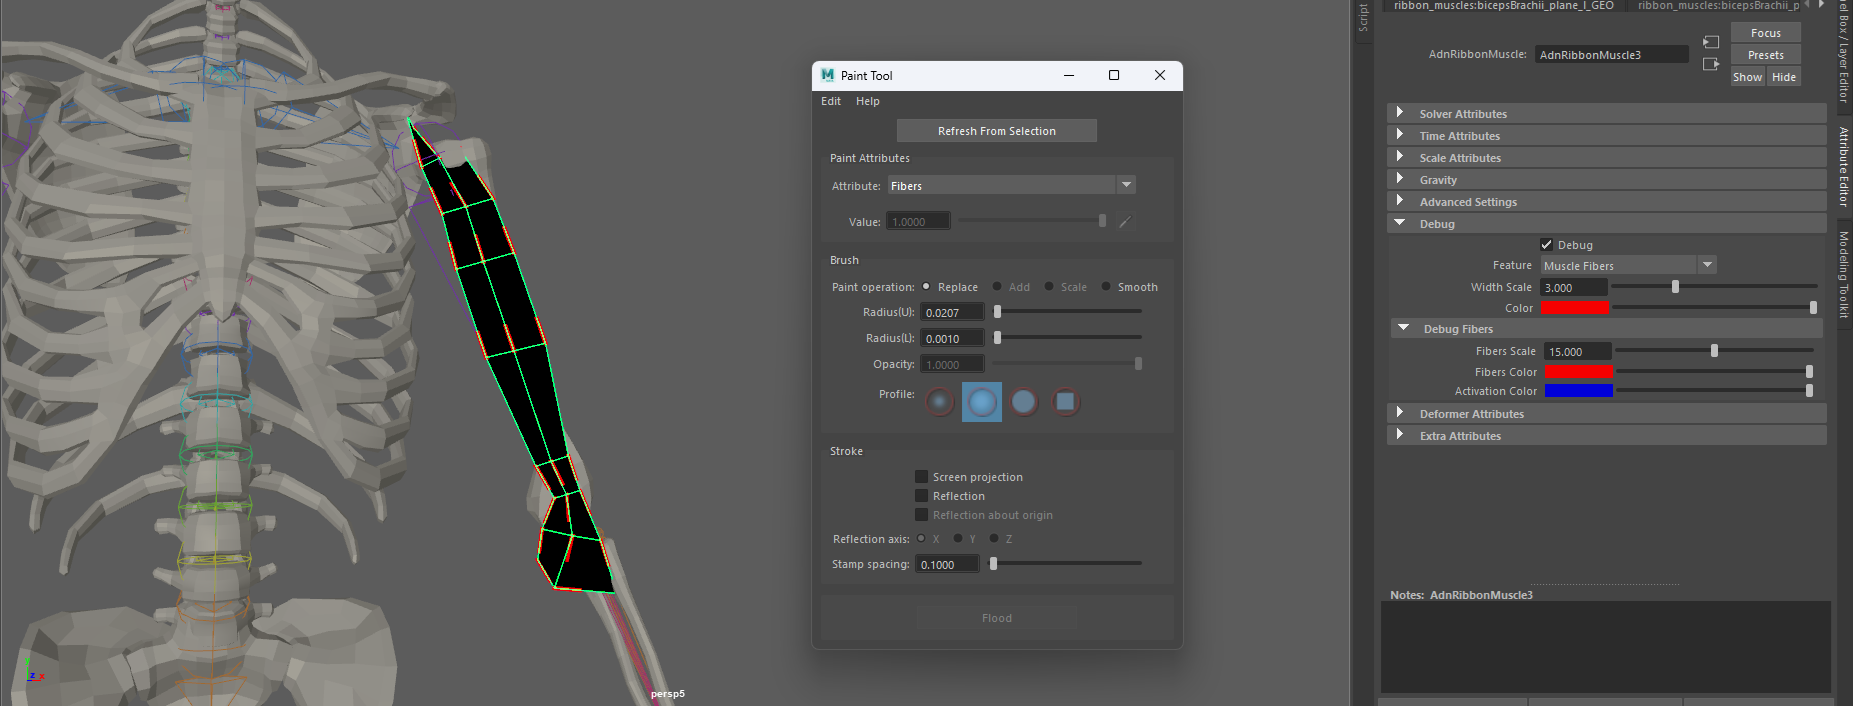 ribbon_muscles:bicepsBrachii_plane_l_GEO
ribbon_muscles:bicepsBrachii_p
Script
nel Box / Layer Editor
Attribute Editor
Modeling Toolkit
AdnRibbonMuscle:
AdnRibbonMuscle3
Focus
Presets
Show
Hide
Solver Attributes
Time Attributes
Scale Attributes
Gravity
Advanced Settings
Debug
Debug
Feature
Muscle Fibers
Width Scale
3.000
Color
Debug Fibers
Fibers Scale
15.000
Fibers Color
Activation Color
Deformer Attributes
Extra Attributes
Notes: AdnRibbonMuscle3
M
Paint Tool
Edit
Help
Refresh From Selection
Paint Attributes
Attribute:
Fibers
Value:
1.0000
Brush
Paint operation:
Replace
Add
Scale
Smooth
Radius(U):
0.0207
Radius(L):
0.0010
Opacity:
1.0000
Profile:
Stroke
Screen projection
Reflection
Reflection about origin
Reflection axis:
X
Y
Z
Stamp spacing:
0.1000
Flood
persp5
z x